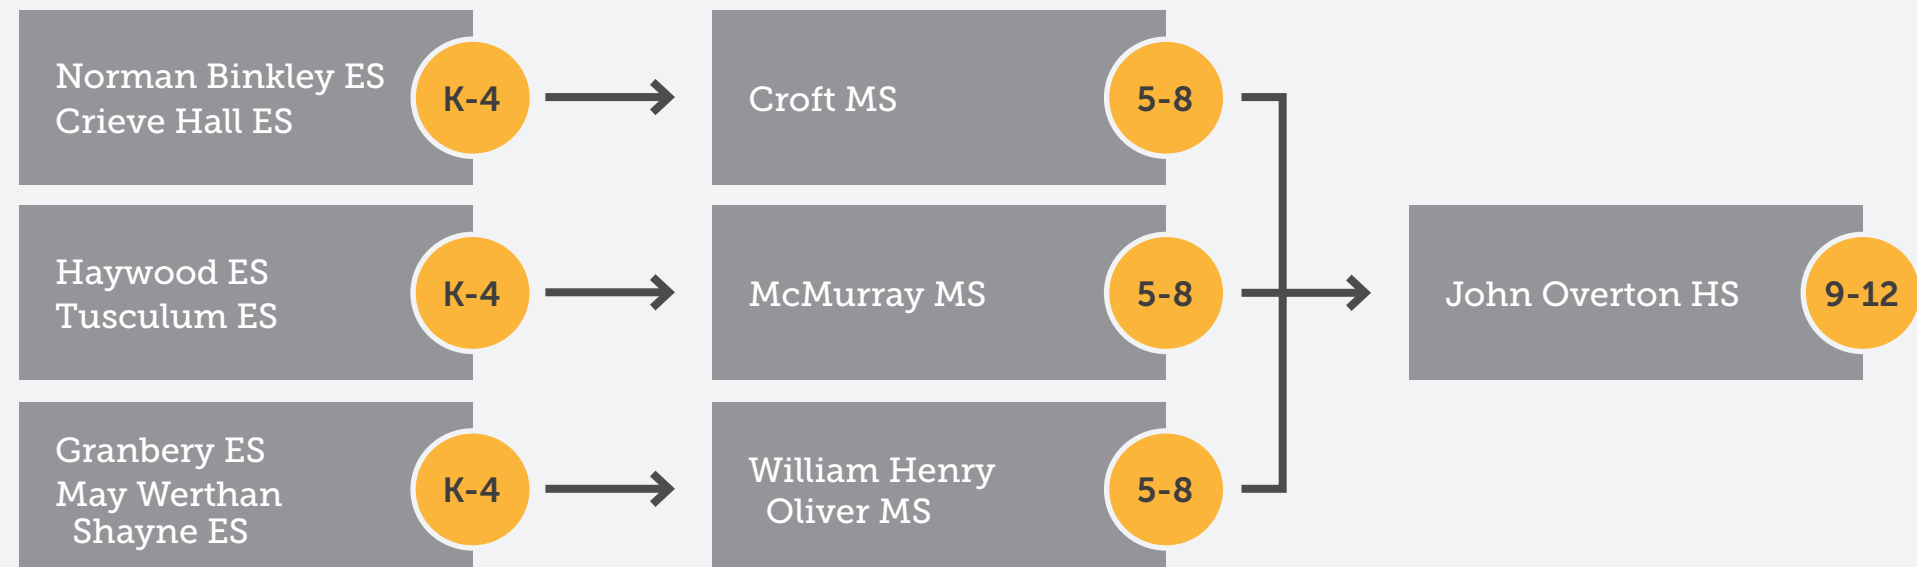 Norman Binkley ES
Crieve Hall ES
K-4
Croft MS
5-8
Haywood ES
Tusculum ES
K-4
McMurray MS
5-8
John Overton HS
9-12
Granbery ES
May Werthan
Shayne ES
K-4
William Henry
Oliver MS
5-8